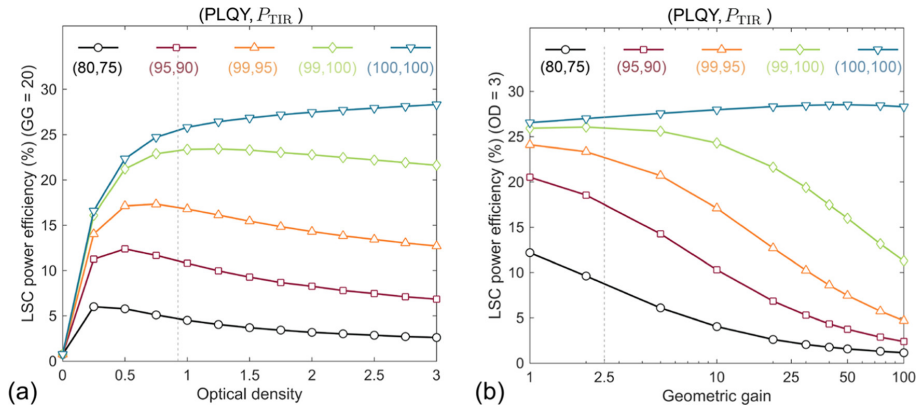 (PLQY, P_TIR )
(80,75) (95,90) (99,95) (99,100) (100,100)
LSC power efficiency (%) (GG = 20)
30
25
20
15
10
5
0
0 0.5 1 1.5 2 2.5 3
Optical density
(a)
(PLQY, P_TIR )
(80,75) (95,90) (99,95) (99,100) (100,100)
LSC power efficiency (%) (OD = 3)
30
25
20
15
10
5
0
1 2.5 10 25 50 100
Geometric gain
(b)